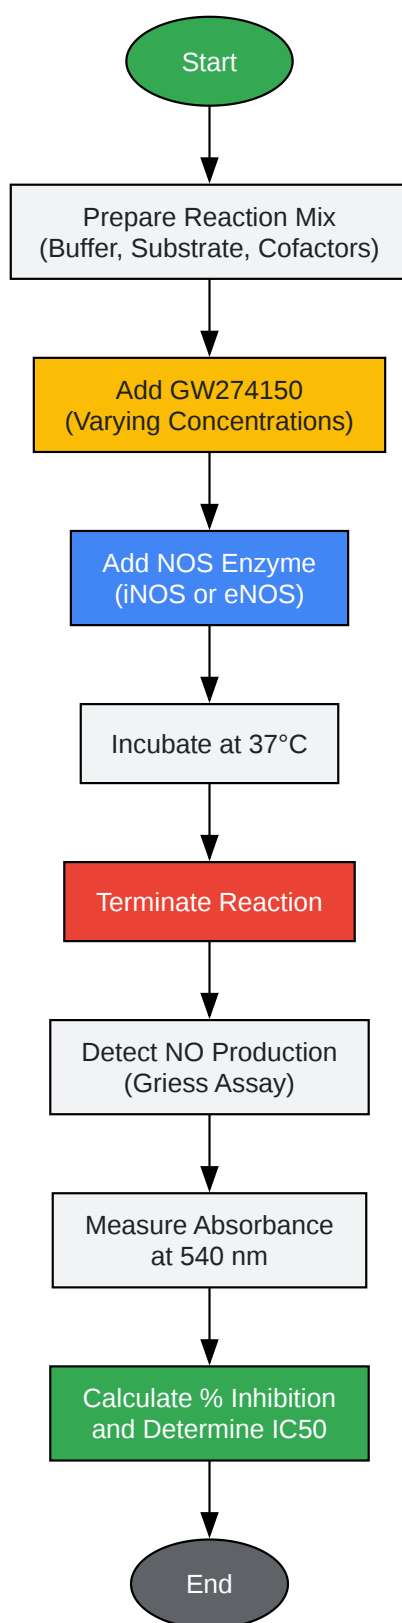 Start
Prepare Reaction Mix
(Buffer, Substrate, Cofactors)
Add GW274150
(Varying Concentrations)
Add NOS Enzyme
(iNOS or eNOS)
Incubate at 37°C
Terminate Reaction
Detect NO Production
(Griess Assay)
Measure Absorbance
at 540 nm
Calculate % Inhibition
and Determine IC50
End